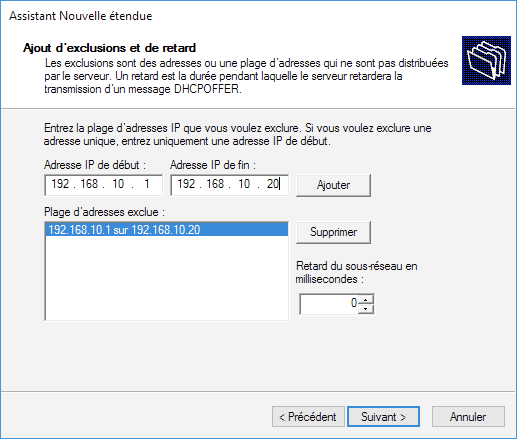 Assistant Nouvelle étendue
Ajout d'exclusions et de retard
Les exclusions sont des adresses ou une plage d'adresses qui ne sont pas distribuées
par le serveur. Un retard est la durée pendant laquelle le serveur retardera la
transmission d'un message DHCPOFFER.
Entrez la plage d'adresses IP que vous voulez exclure. Si vous voulez exclure une
adresse unique, entrez uniquement une adresse IP de début.
Adresse IP de début : Adresse IP de fin :
192 . 168 . 10 . 1 192 . 168 . 10 . 20 Ajouter
Plage d'adresses exclue :
192.168.10.1 sur 192.168.10.20 Supprimer
Retard du sous-réseau en
millisecondes :
0
< Précédent Suivant > Annuler